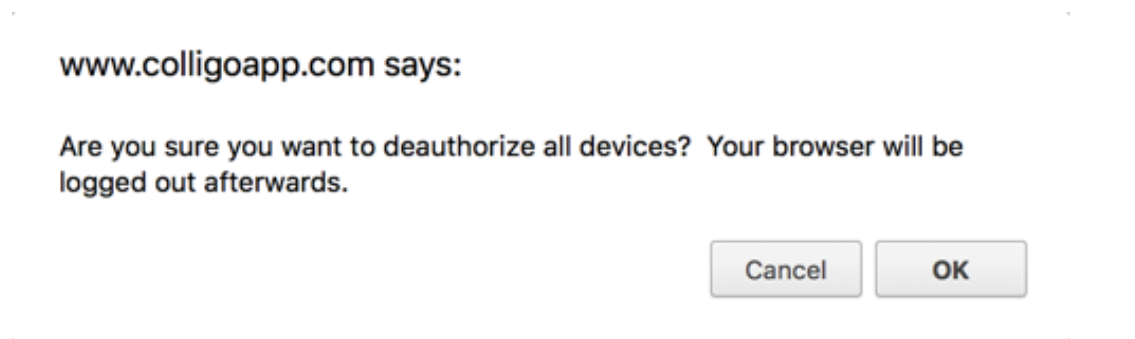 www.colligoapp.com says:
Are you sure you want to deauthorize all devices?  Your browser will be
logged out afterwards.
Cancel
OK